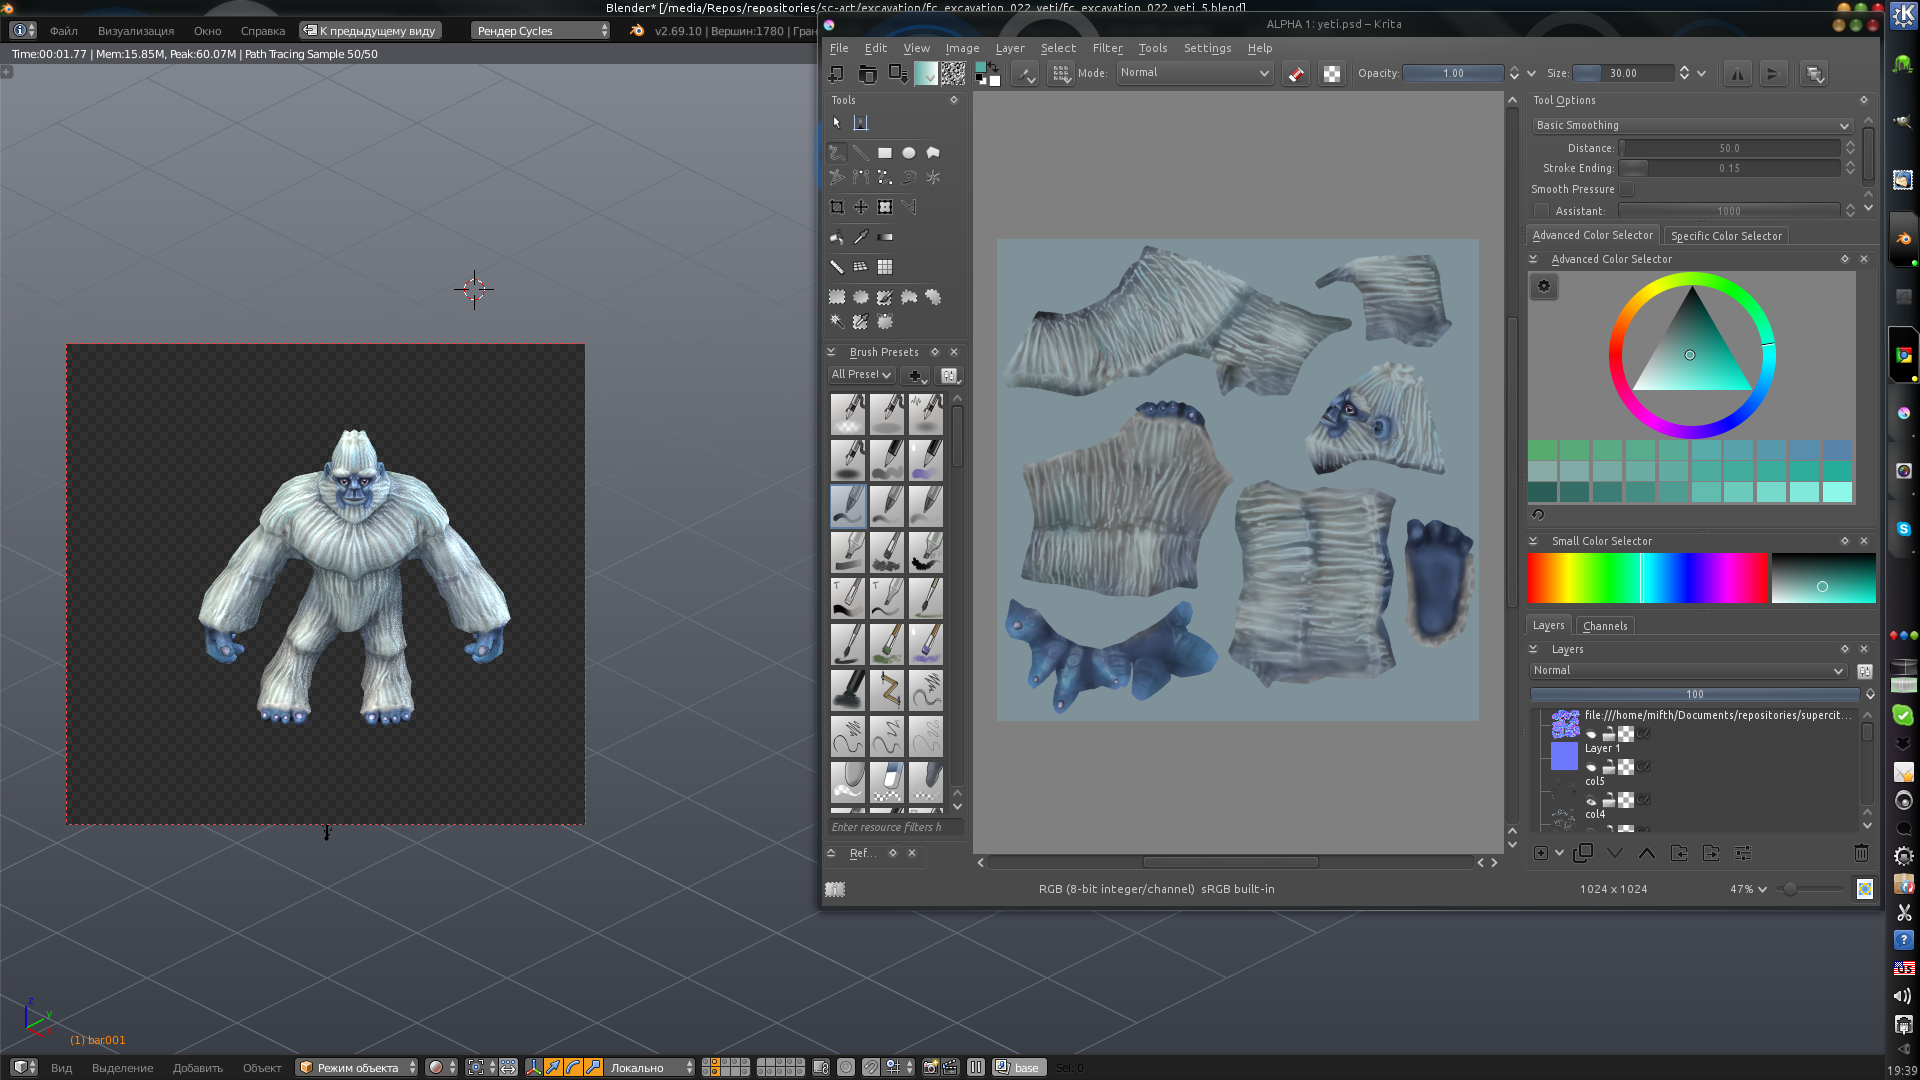 Blender* [/media/Repos/repositories/sc-art/excavation/fc_excavation_022_yeti/fc_excavation_022_yeti_5.blend]
Файл
Визуализация
Окно
Справка
К предыдущему виду
Рендер Cycles
v2.69.10 | Вершин:1780 | Гран
Time:00:01.77 | Mem:15.85M, Peak:60.07M | Path Tracing Sample 50/50
ALPHA 1: yeti.psd – Krita
File Edit View Image Layer Select Filter Tools Settings Help
Mode: Normal
Opacity: 1.00
Size: 30.00
Tools
Tool Options
Basic Smoothing
Distance: 50.0
Stroke Ending: 0.15
Smooth Pressure
Assistant: 1000
Advanced Color Selector
Specific Color Selector
Advanced Color Selector
Brush Presets
All Preset
Enter resource filters h
Ref...
Small Color Selector
Layers
Channels
Layers
Normal
100
file:///home/mifth/Documents/repositories/supercit...
Layer 1
col5
col4
RGB (8-bit integer/channel) sRGB built-in
1024 x 1024
47%
z
y
(1) bar.001
Вид
Выделение
Добавить
Объект
Режим объекта
Локально
base
Sel: 0
US
19:39